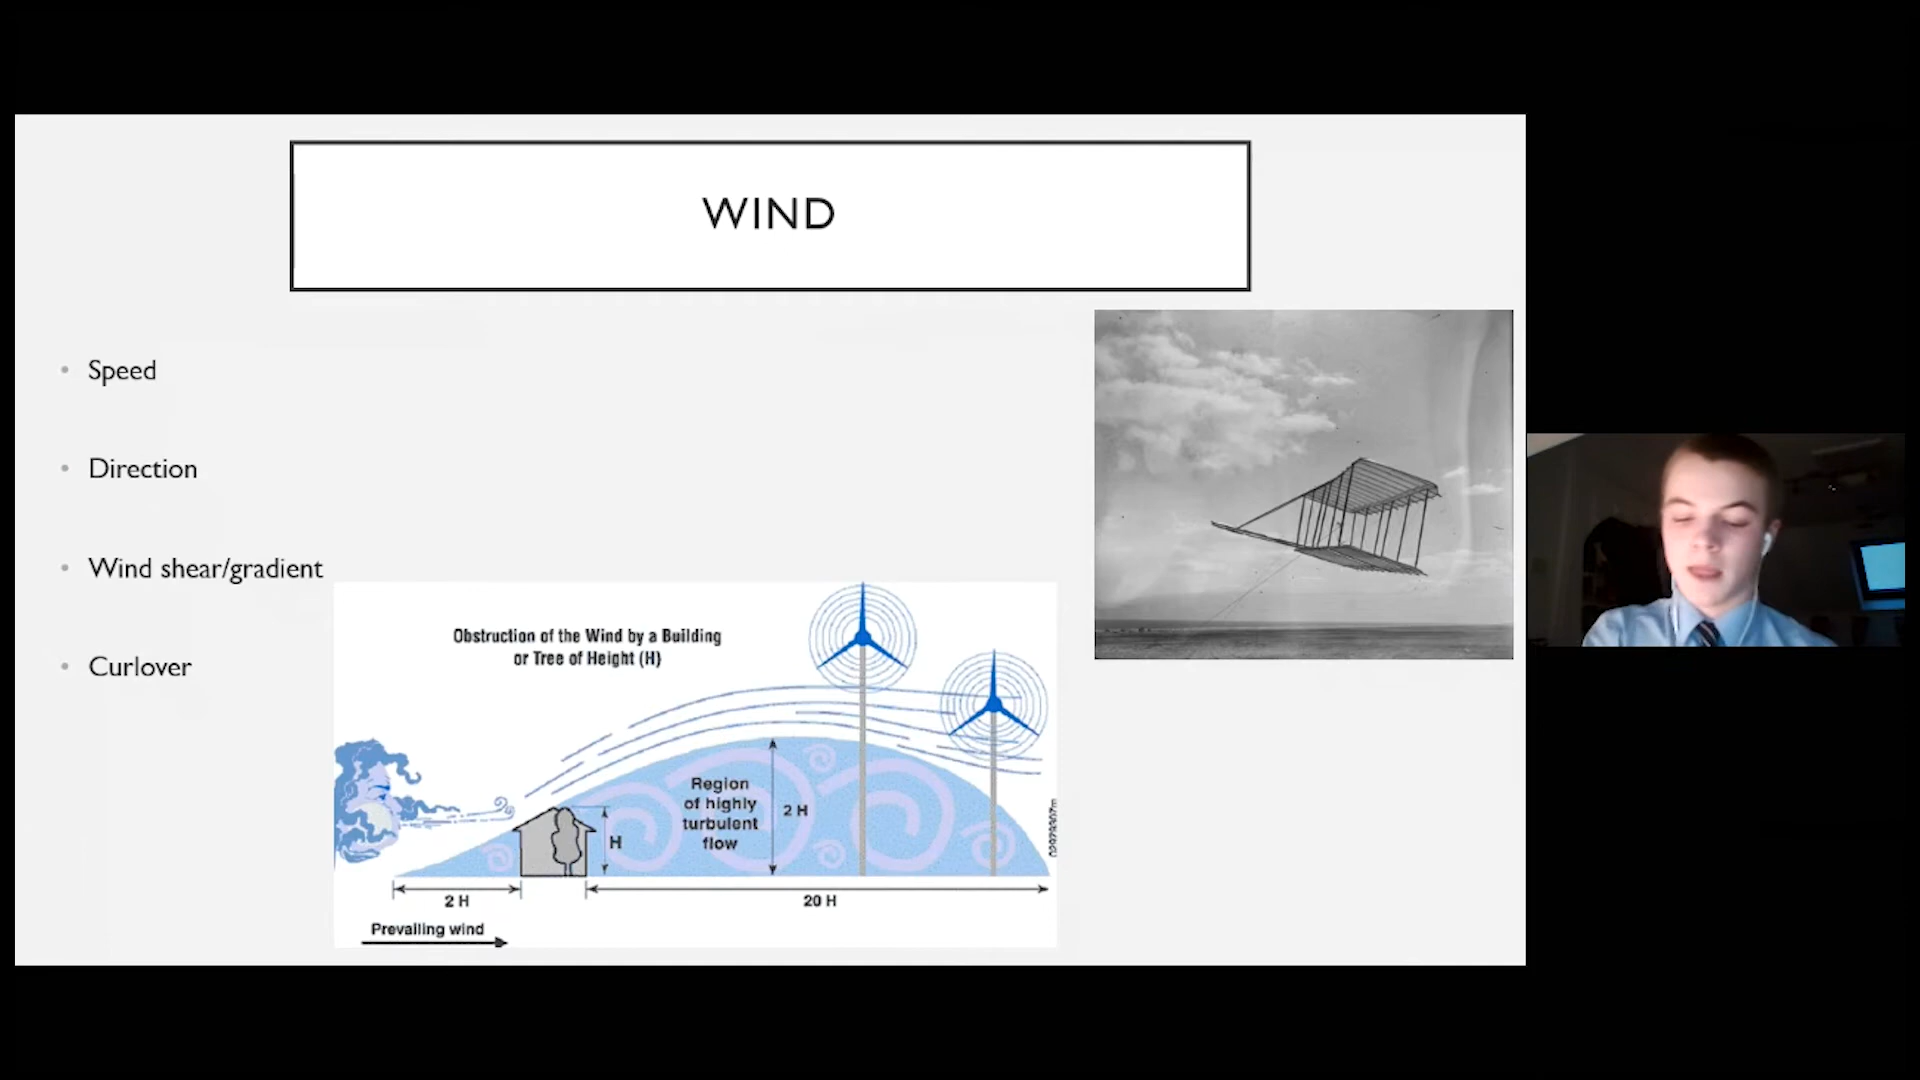 WIND
• Speed
• Direction
• Wind shear/gradient
• Curlover
Obstruction of the Wind by a Building
or Tree of Height (H)
Region
of highly
turbulent
flow
2 H
H
2 H
20 H
Prevailing wind
02979307m